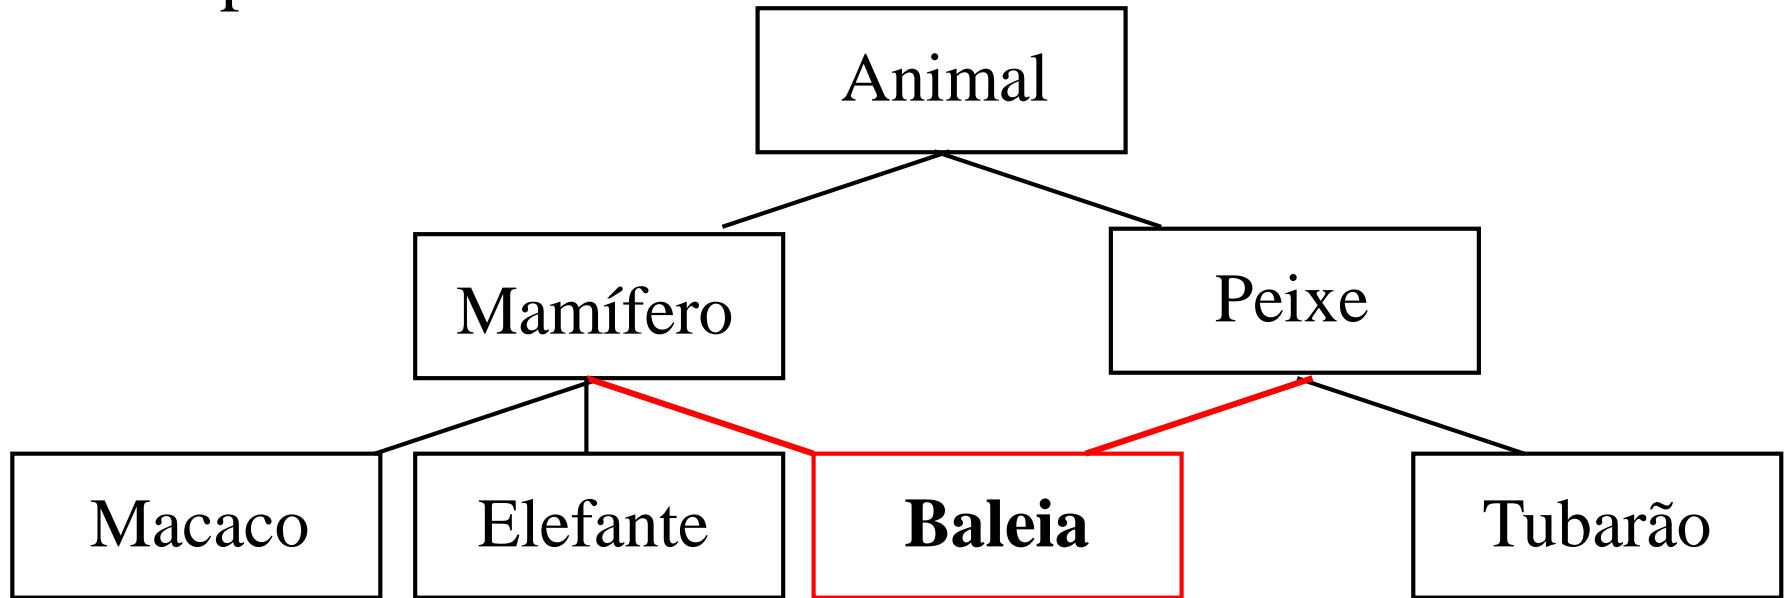 Animal
Mamífero
Peixe
Macaco
Elefante
Baleia
Tubarão